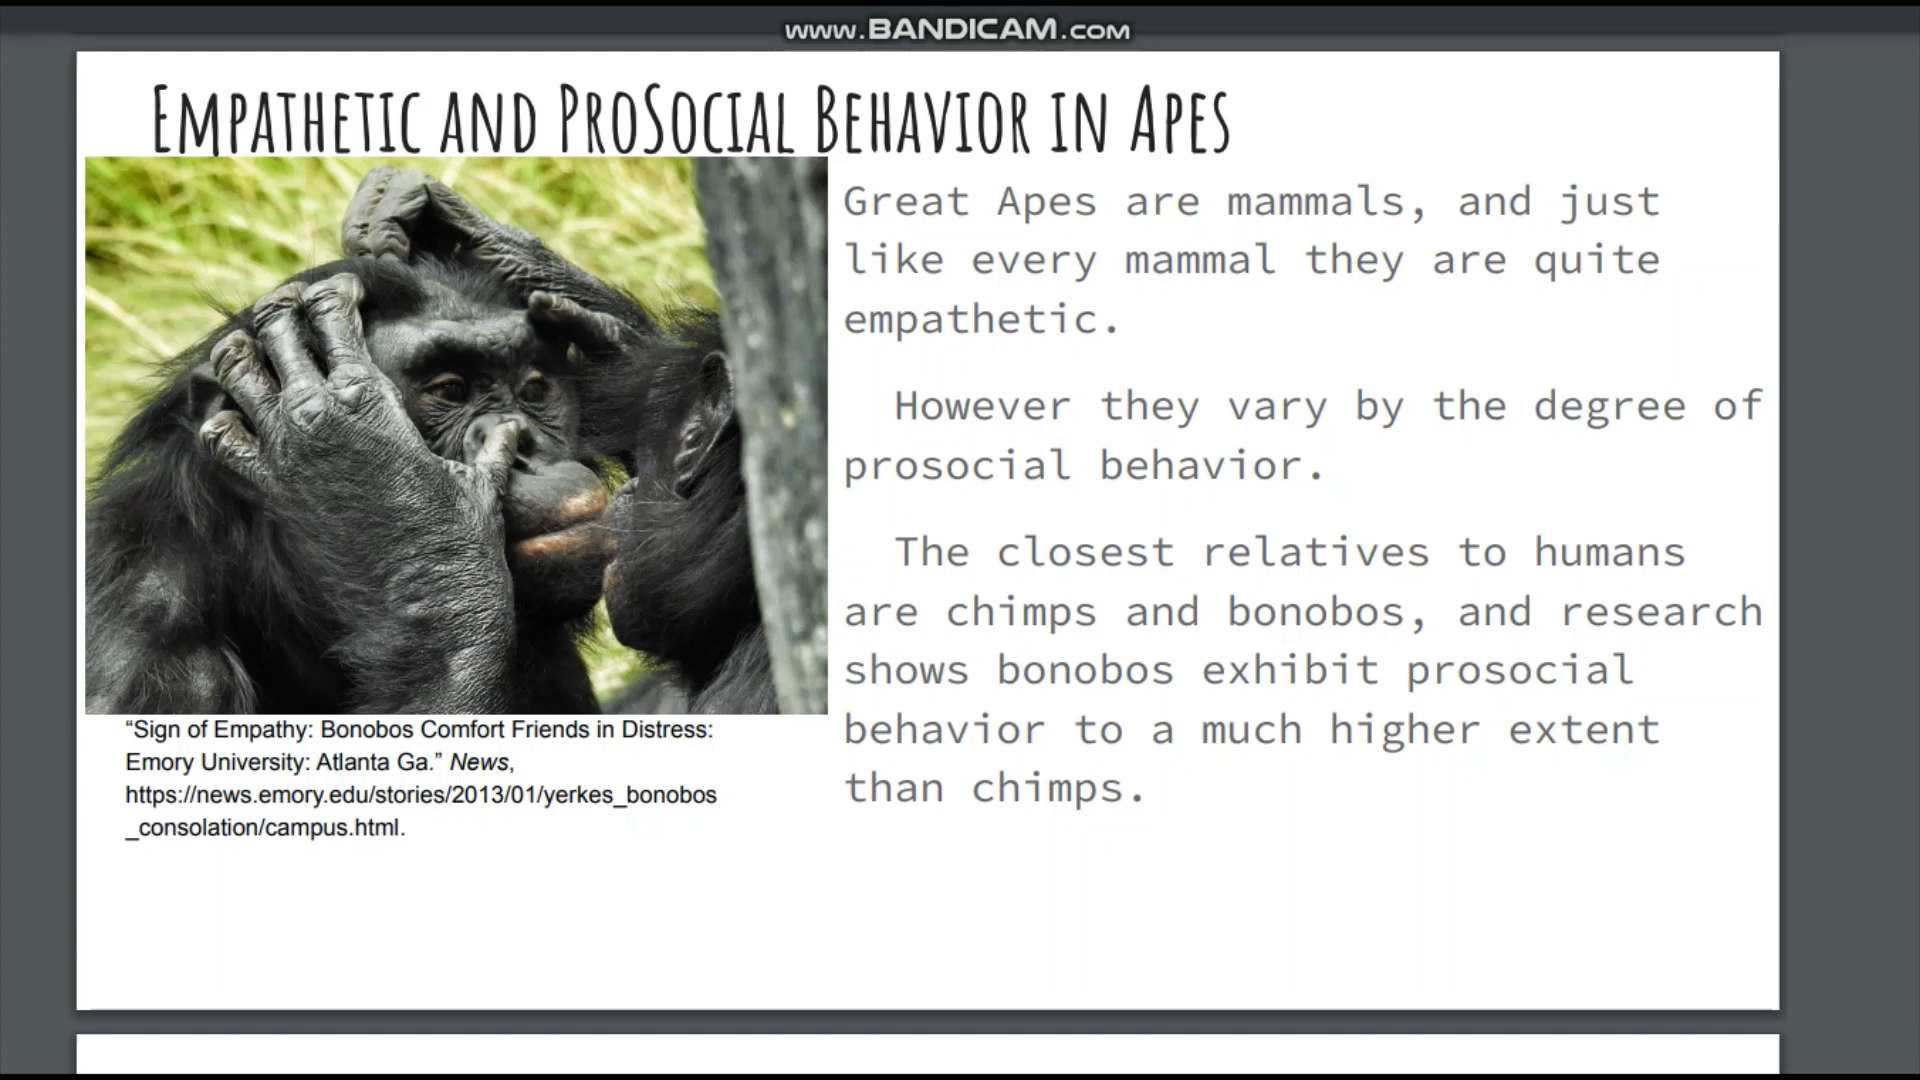 www.BANDICAM.com
Empathetic and ProSocial Behavior in Apes
Great Apes are mammals, and just
like every mammal they are quite
empathetic.
However they vary by the degree of
prosocial behavior.
The closest relatives to humans
are chimps and bonobos, and research
shows bonobos exhibit prosocial
behavior to a much higher extent
than chimps.
“Sign of Empathy: Bonobos Comfort Friends in Distress:
Emory University: Atlanta Ga.” News,
https://news.emory.edu/stories/2013/01/yerkes_bonobos
_consolation/campus.html.